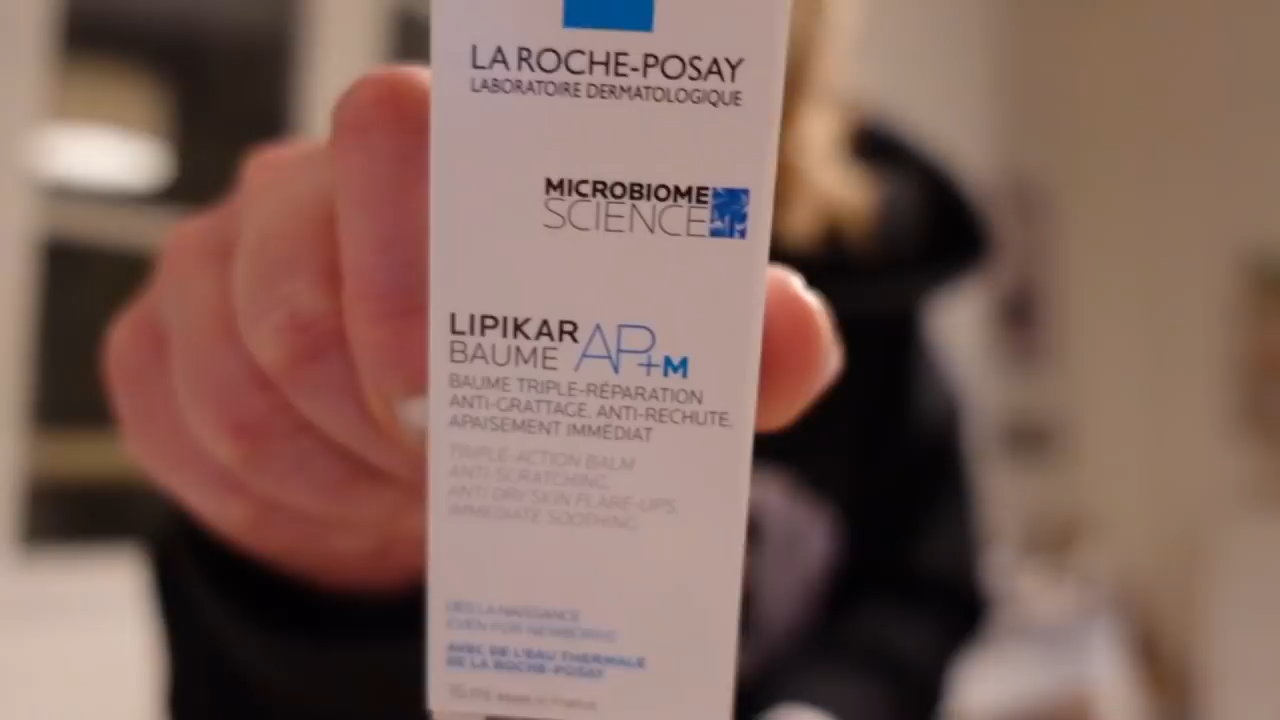 LA ROCHE-POSAY
LABORATOIRE DERMATOLOGIQUE
MICROBIOME
SCIENCE
LIPIKAR
BAUME AP+M
BAUME TRIPLE-RÉPARATION
ANTI-GRATTAGE, ANTI-RECHUTE,
APAISEMENT IMMÉDIAT
TRIPLE-ACTION BALM
ANTI SCRATCHING,
ANTI DRY SKIN FLARE-UPS,
IMMEDIATE SOOTHING
DÈS LA NAISSANCE
EVEN FOR NEWBORNS
AVEC DE L'EAU THERMALE
DE LA ROCHE-POSAY